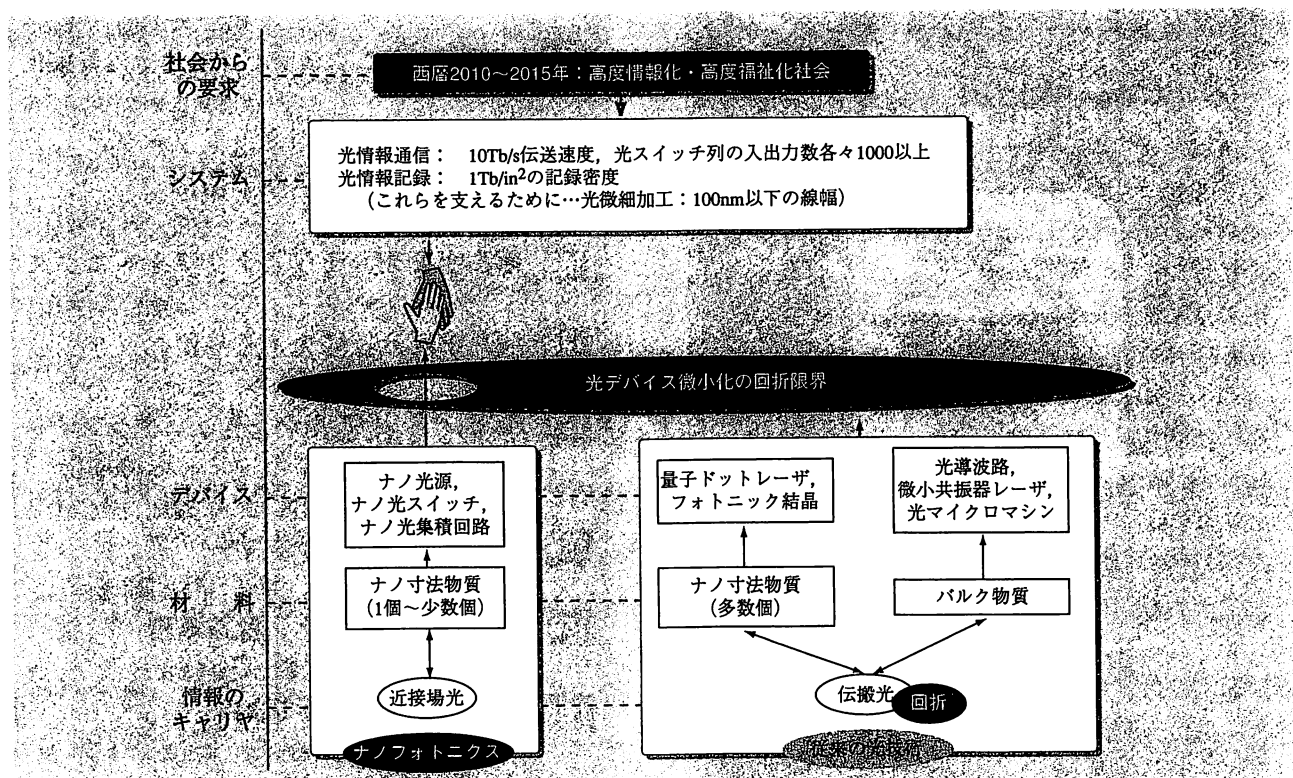 社会から
の要求
西暦2010～2015年：高度情報化・高度福祉化社会
システム
光情報通信： 10Tb/s伝送速度，光スイッチ列の入出力数各々1000以上
光情報記録： 1Tb/in²の記録密度
（これらを支えるために…光微細加工：100nm以下の線幅）
光デバイス微小化の回折限界
デバイス
ナノ光源，
ナノ光スイッチ，
ナノ光集積回路
量子ドットレーザ，
フォトニック結晶
光導波路，
微小共振器レーザ，
光マイクロマシン
材 料
ナノ寸法物質
（1個～少数個）
ナノ寸法物質
（多数個）
バルク物質
情報の
キャリヤ
近接場光
伝搬光
回折
ナノフォトニクス
従来の光技術